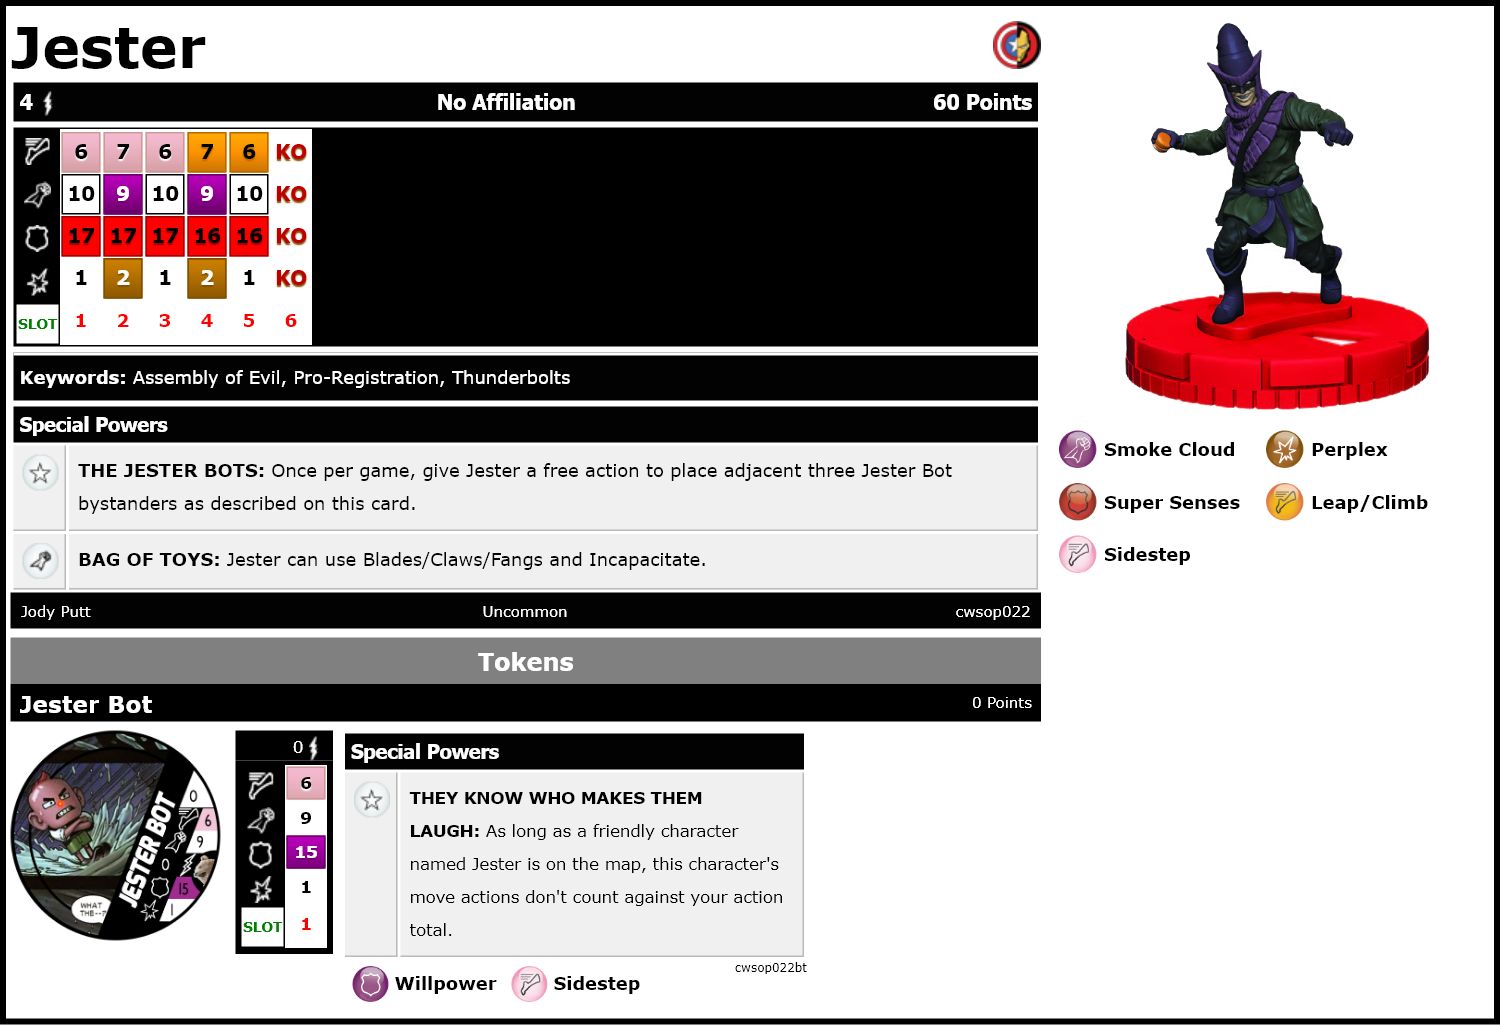 Jester
4 No Affiliation 60 Points
6 7 6 7 6 KO
10 9 10 9 10 KO
17 17 17 16 16 KO
1 2 1 2 1 KO
SLOT 1 2 3 4 5 6
Keywords: Assembly of Evil, Pro-Registration, Thunderbolts
Special Powers
THE JESTER BOTS: Once per game, give Jester a free action to place adjacent three Jester Bot
bystanders as described on this card.
BAG OF TOYS: Jester can use Blades/Claws/Fangs and Incapacitate.
Jody Putt Uncommon cwsop022
Smoke Cloud Perplex
Super Senses Leap/Climb
Sidestep
Tokens
Jester Bot 0 Points
JESTER BOT
0
6
9
0
15
1
WHAT
THE--?
0
6
9
15
1
SLOT 1
Special Powers
THEY KNOW WHO MAKES THEM
LAUGH: As long as a friendly character
named Jester is on the map, this character's
move actions don't count against your action
total.
cwsop022bt
Willpower Sidestep